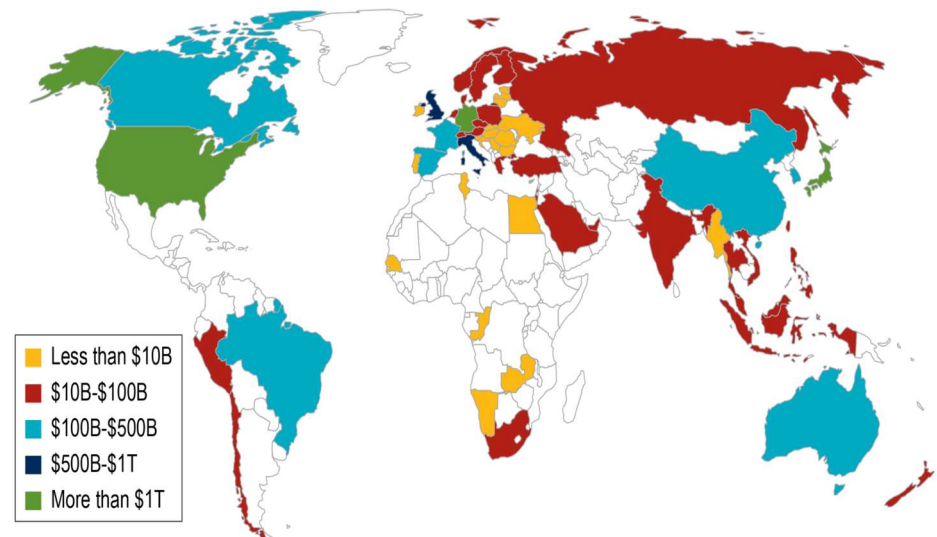 Less than $10B
$10B-$100B
$100B-$500B
$500B-$1T
More than $1T